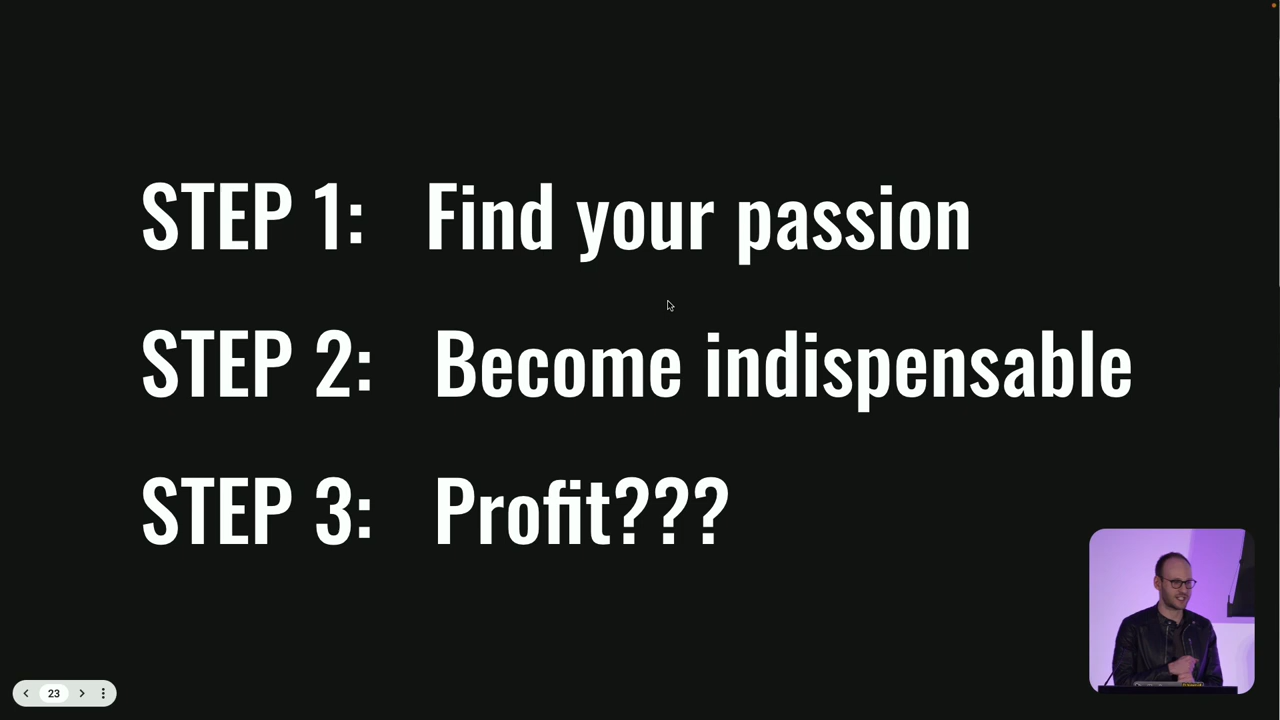 STEP 1: Find your passion
STEP 2: Become indispensable
STEP 3: Profit???
23